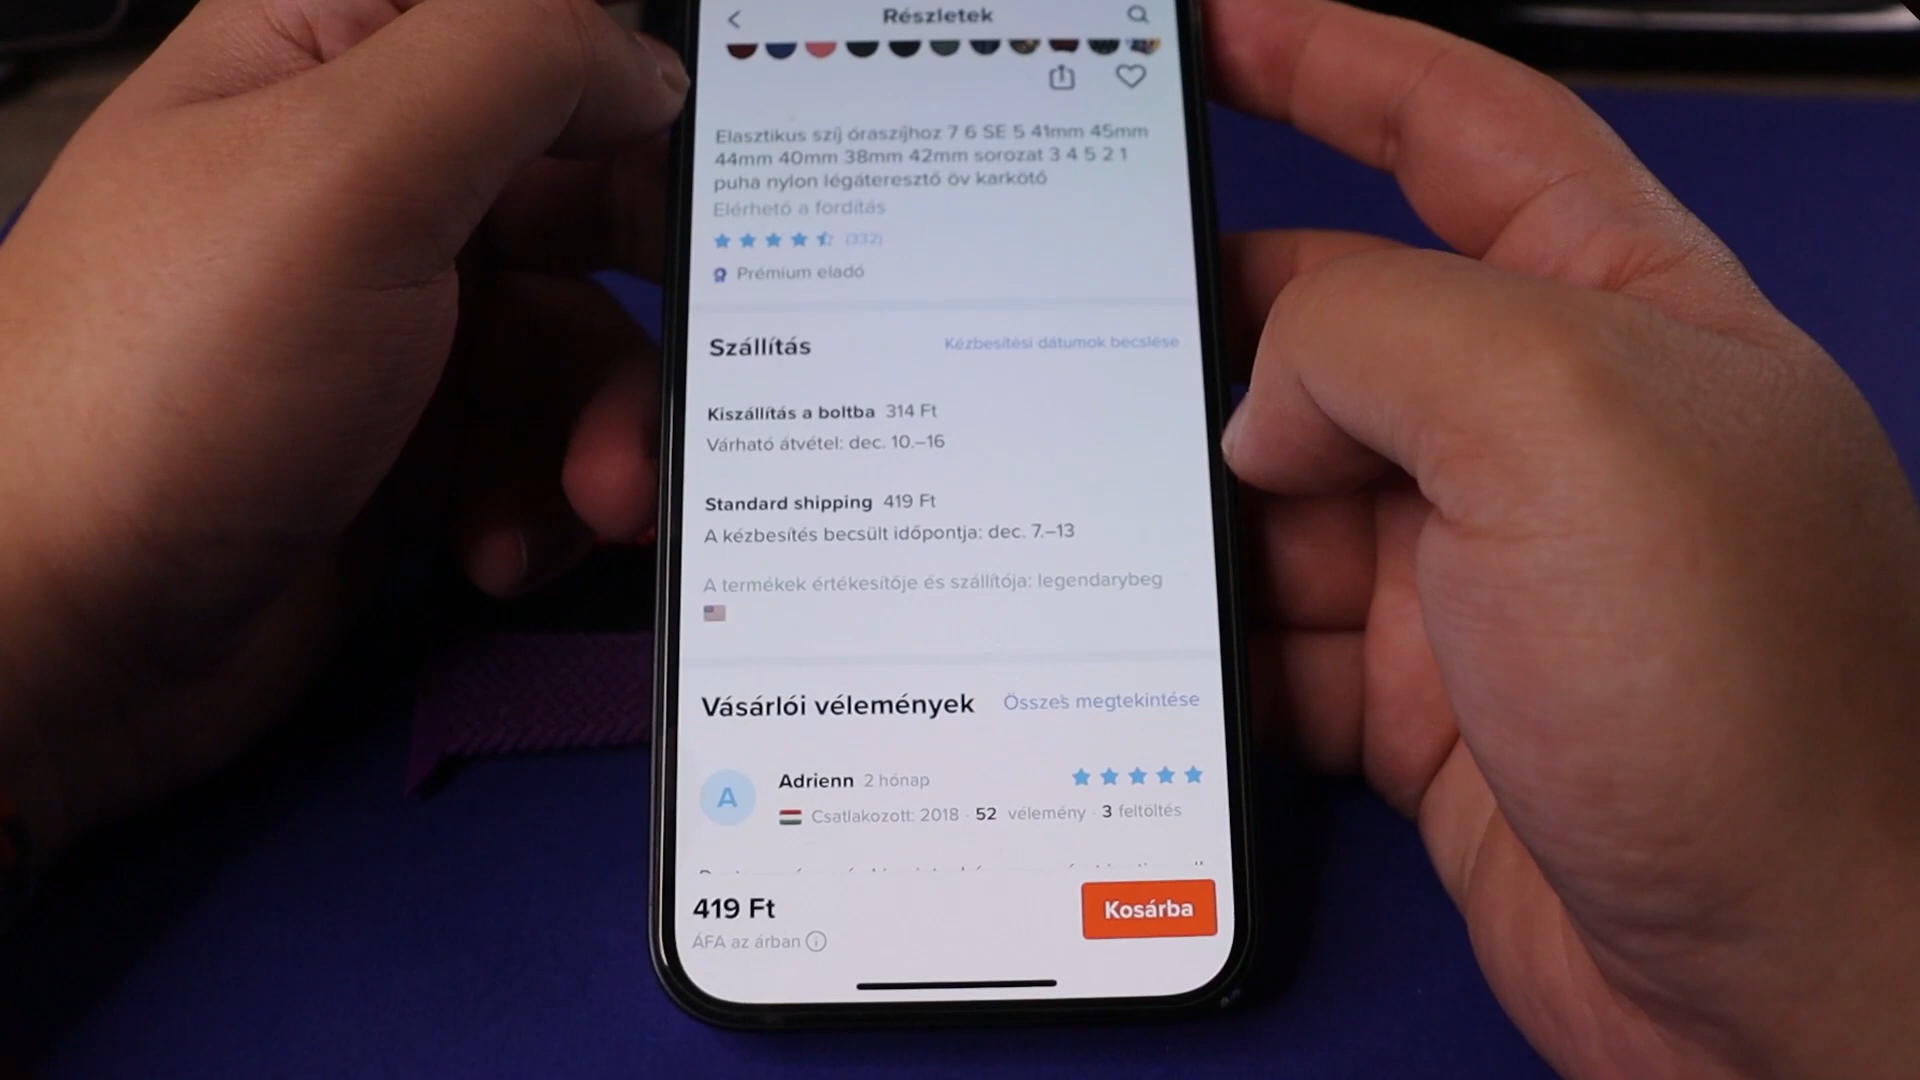 Részletek
Elasztikus szíj óraszíjhoz 7 6 SE 5 41mm 45mm
44mm 40mm 38mm 42mm sorozat 3 4 5 2 1
puha nylon légáteresztő öv karkötő
Elérhető a fordítás
(332)
Prémium eladó
Szállítás
Kézbesítési dátumok becslése
Kiszállítás a boltba 314 Ft
Várható átvétel: dec. 10.–16
Standard shipping 419 Ft
A kézbesítés becsült időpontja: dec. 7.–13
A termékek értékesítője és szállítója: legendarybeg
Vásárlói vélemények
Összes megtekintése
A
Adrienn 2 hónap
Csatlakozott: 2018 · 52 vélemény · 3 feltöltés
419 Ft
Kosárba
ÁFA az árban